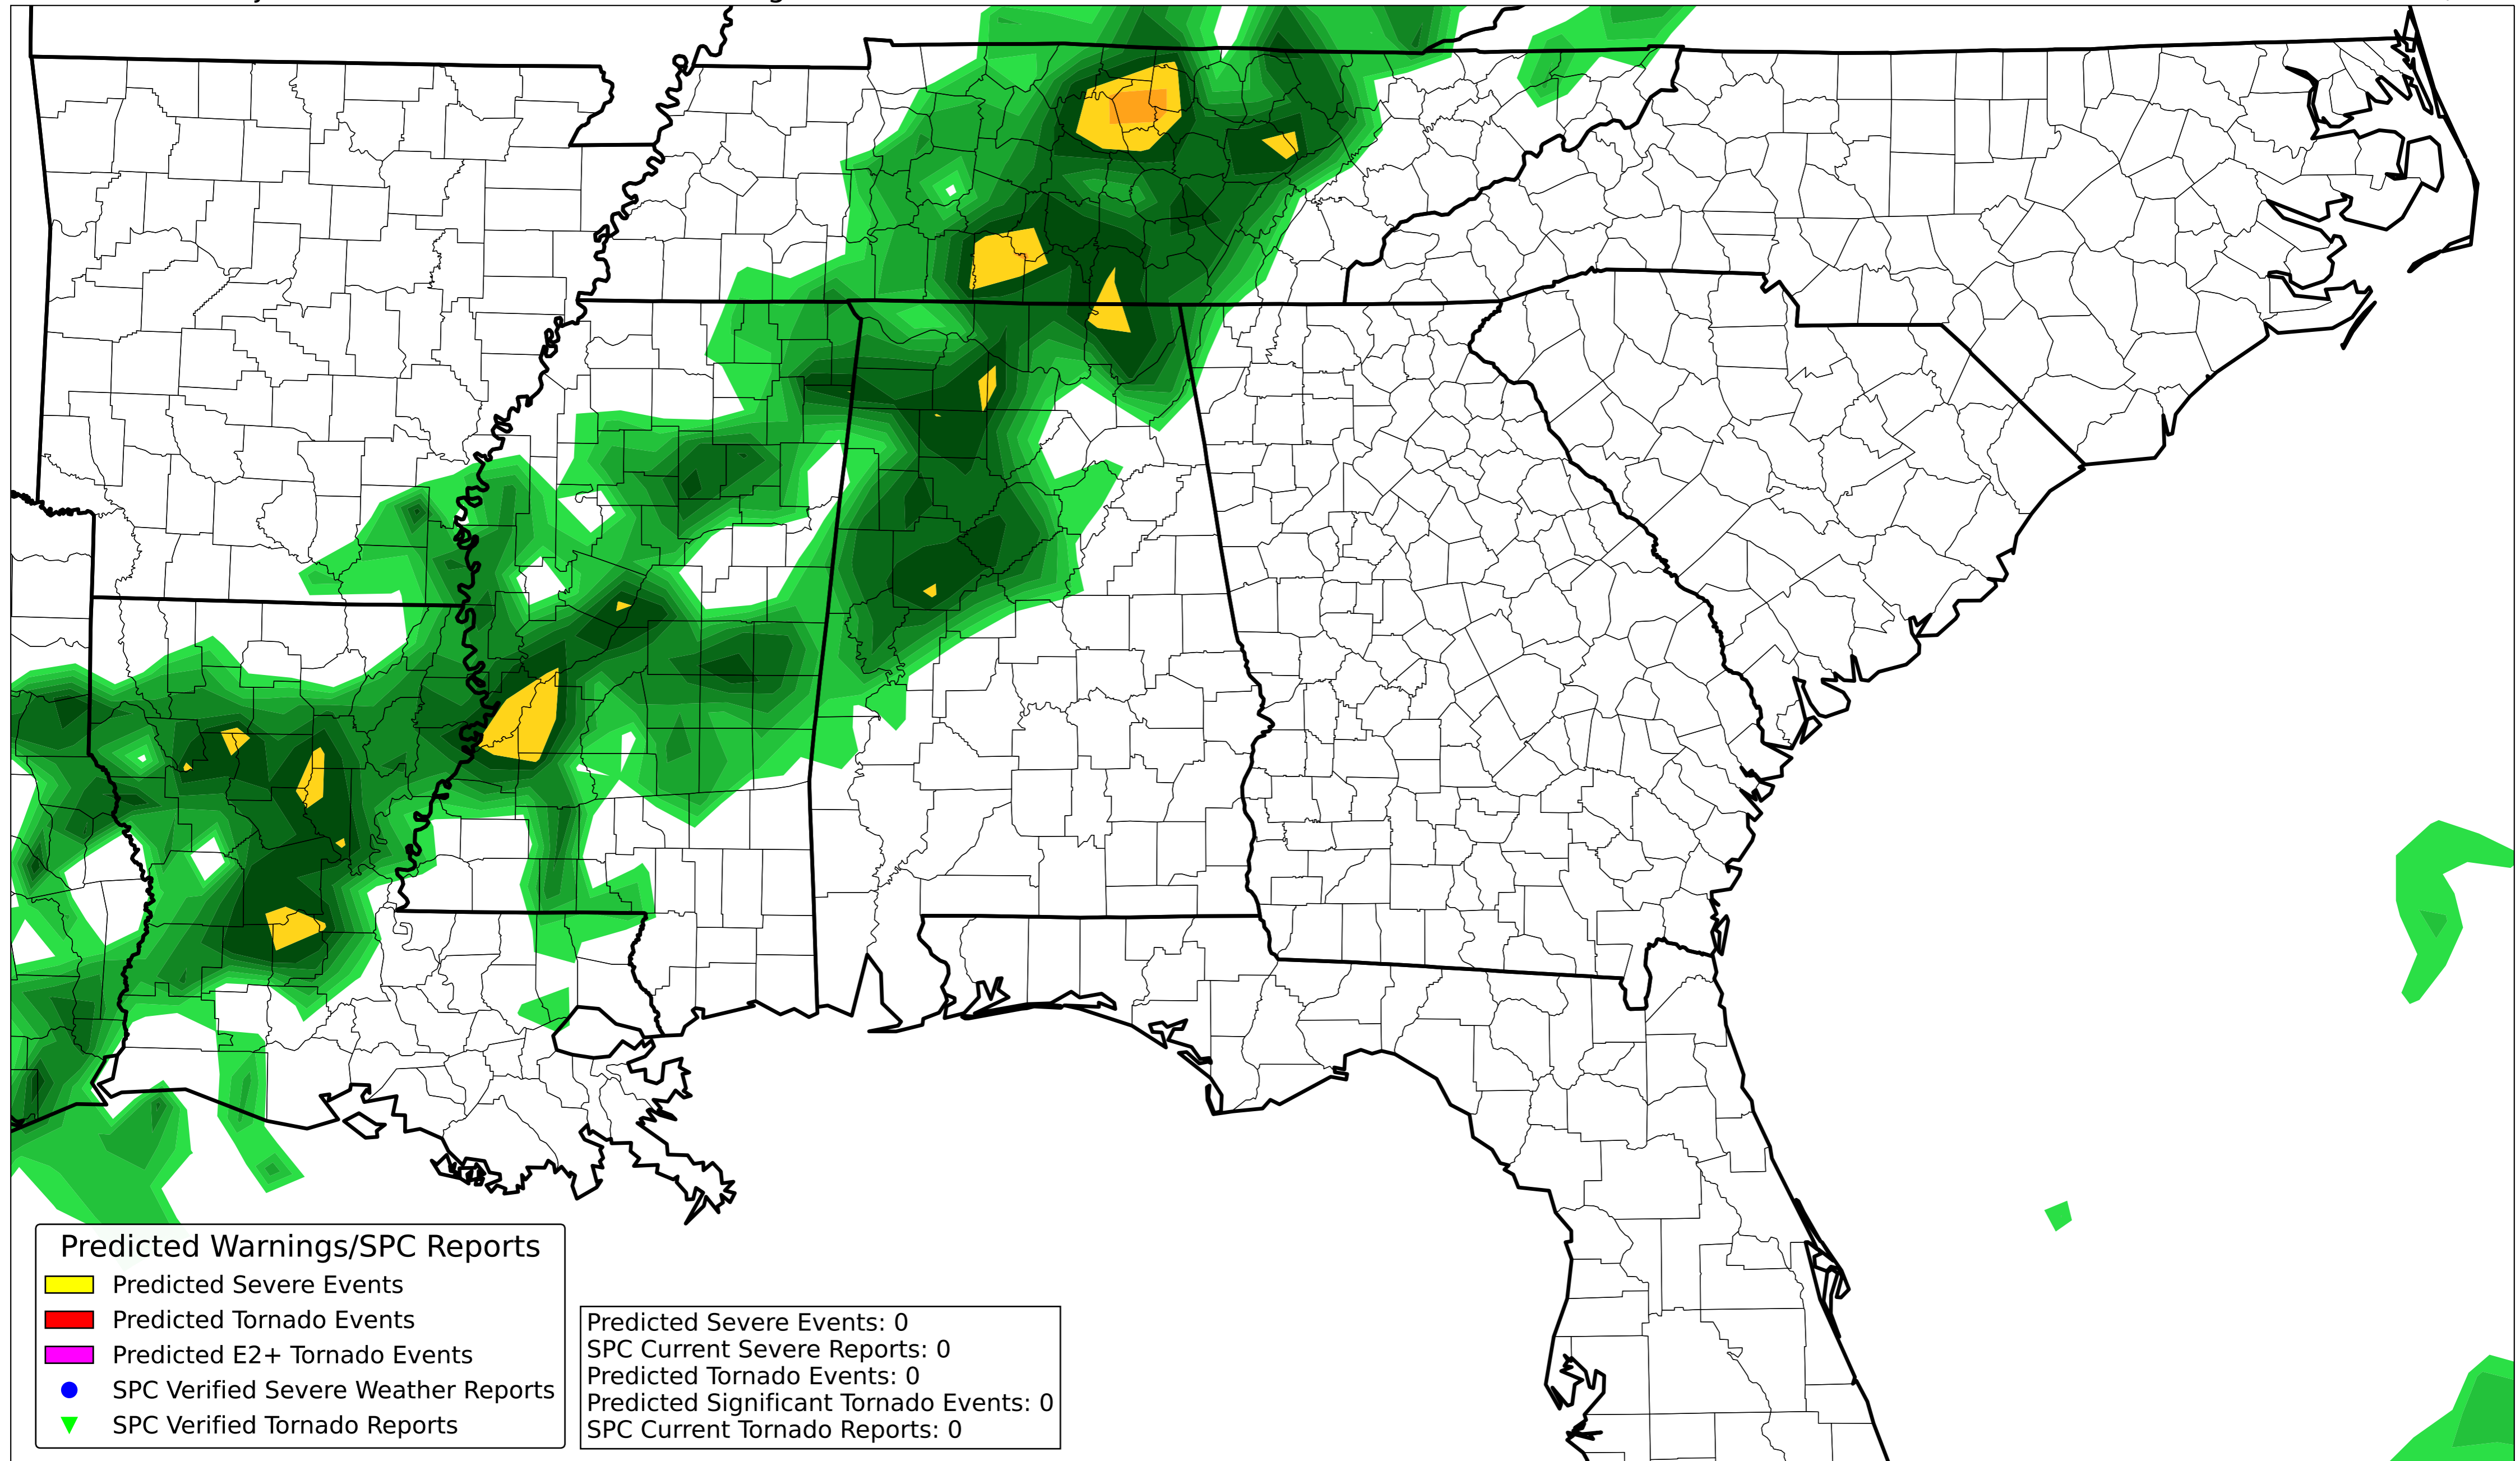 Predicted Warnings/SPC Reports
Predicted Severe Events
Predicted Tornado Events
Predicted E2+ Tornado Events
SPC Verified Severe Weather Reports
SPC Verified Tornado Reports
Predicted Severe Events: 0
SPC Current Severe Reports: 0
Predicted Tornado Events: 0
Predicted Significant Tornado Events: 0
SPC Current Tornado Reports: 0